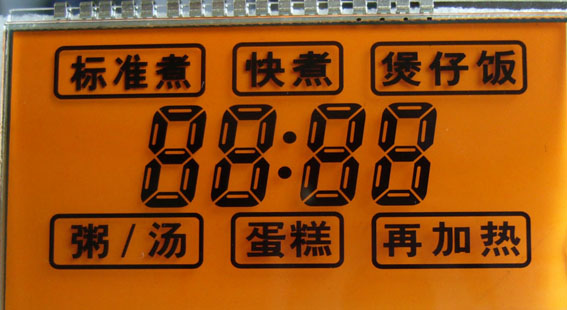 标准煮 快煮 煲仔饭
88:88
粥/汤 蛋糕 再加热